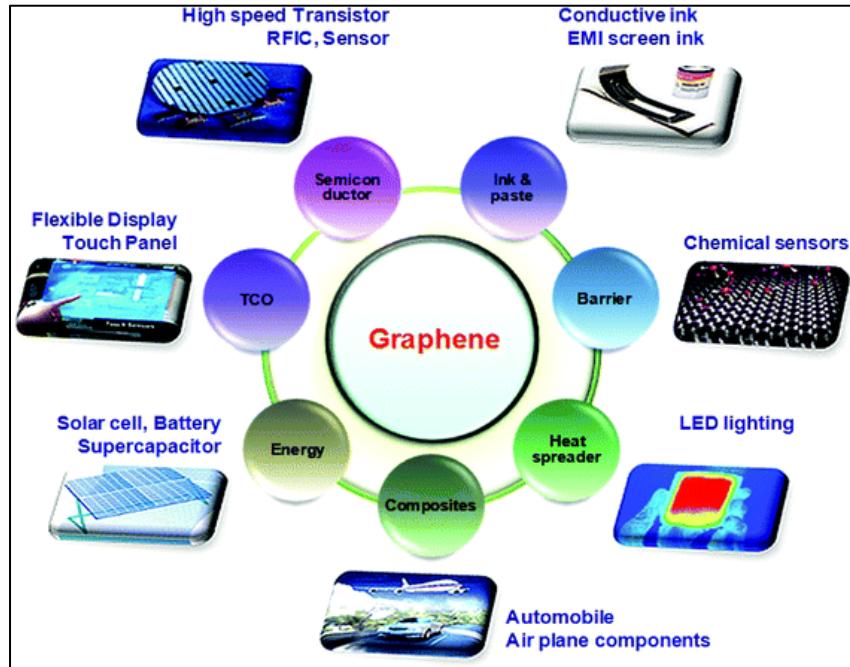 High speed Transistor
RFIC, Sensor
Conductive ink
EMI screen ink
Semicon
ductor
Ink &
paste
Flexible Display
Touch Panel
TCO
Barrier
Chemical sensors
Graphene
Solar cell, Battery
Supercapacitor
Energy
Composites
Heat
spreader
LED lighting
Automobile
Air plane components